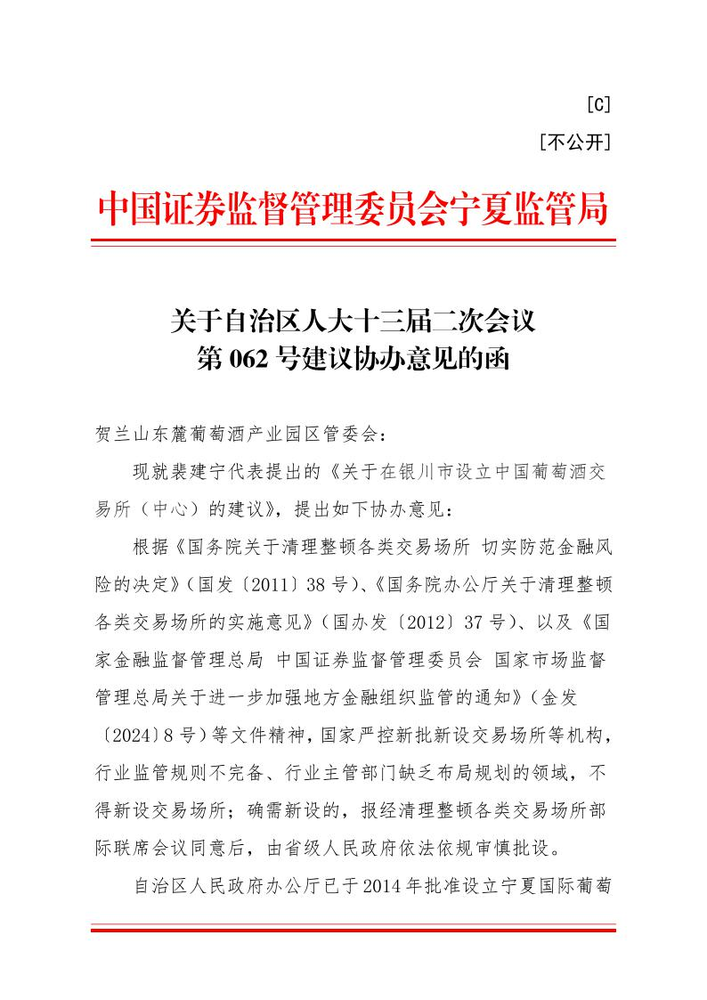 [C]
[不公开]
中国证券监督管理委员会宁夏监管局
关于自治区人大十三届二次会议
第 062 号建议协办意见的函
贺兰山东麓葡萄酒产业园区管委会：
现就裴建宁代表提出的《关于在银川市设立中国葡萄酒交
易所（中心）的建议》，提出如下协办意见：
根据《国务院关于清理整顿各类交易场所 切实防范金融风
险的决定》（国发〔2011〕38 号）、《国务院办公厅关于清理整顿
各类交易场所的实施意见》（国办发〔2012〕37 号）、以及《国
家金融监督管理总局 中国证券监督管理委员会 国家市场监督
管理总局关于进一步加强地方金融组织监管的通知》（金发
〔2024〕8 号）等文件精神，国家严控新批新设交易场所等机构，
行业监管规则不完备、行业主管部门缺乏布局规划的领域，不
得新设交易场所；确需新设的，报经清理整顿各类交易场所部
际联席会议同意后，由省级人民政府依法依规审慎批设。
自治区人民政府办公厅已于 2014 年批准设立宁夏国际葡萄